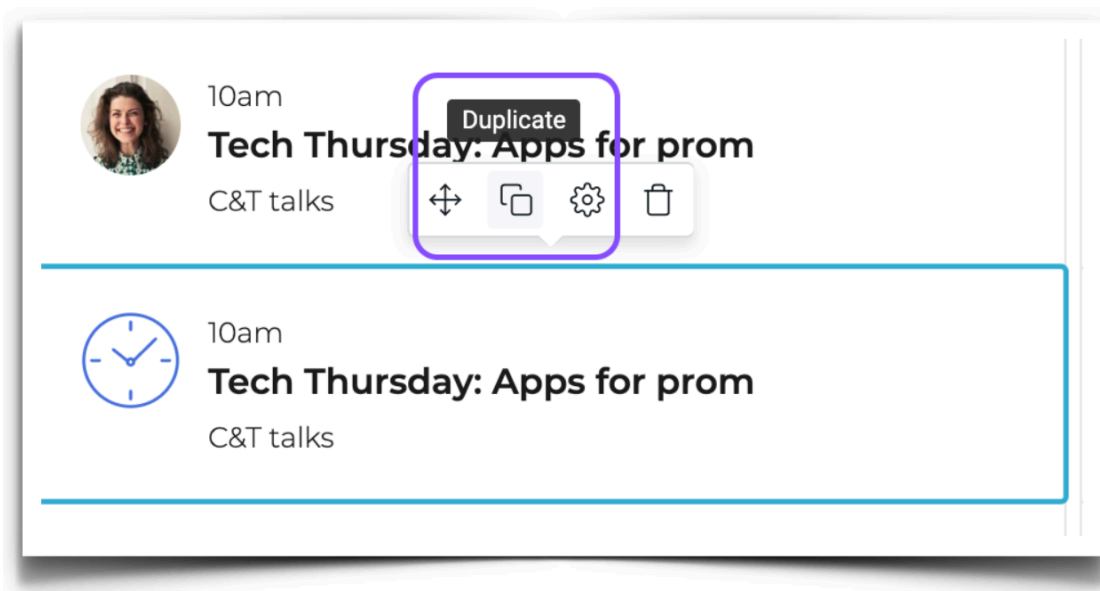 10am
Duplicate
Tech Thursday: Apps for prom
C&T talks
10am
Tech Thursday: Apps for prom
C&T talks